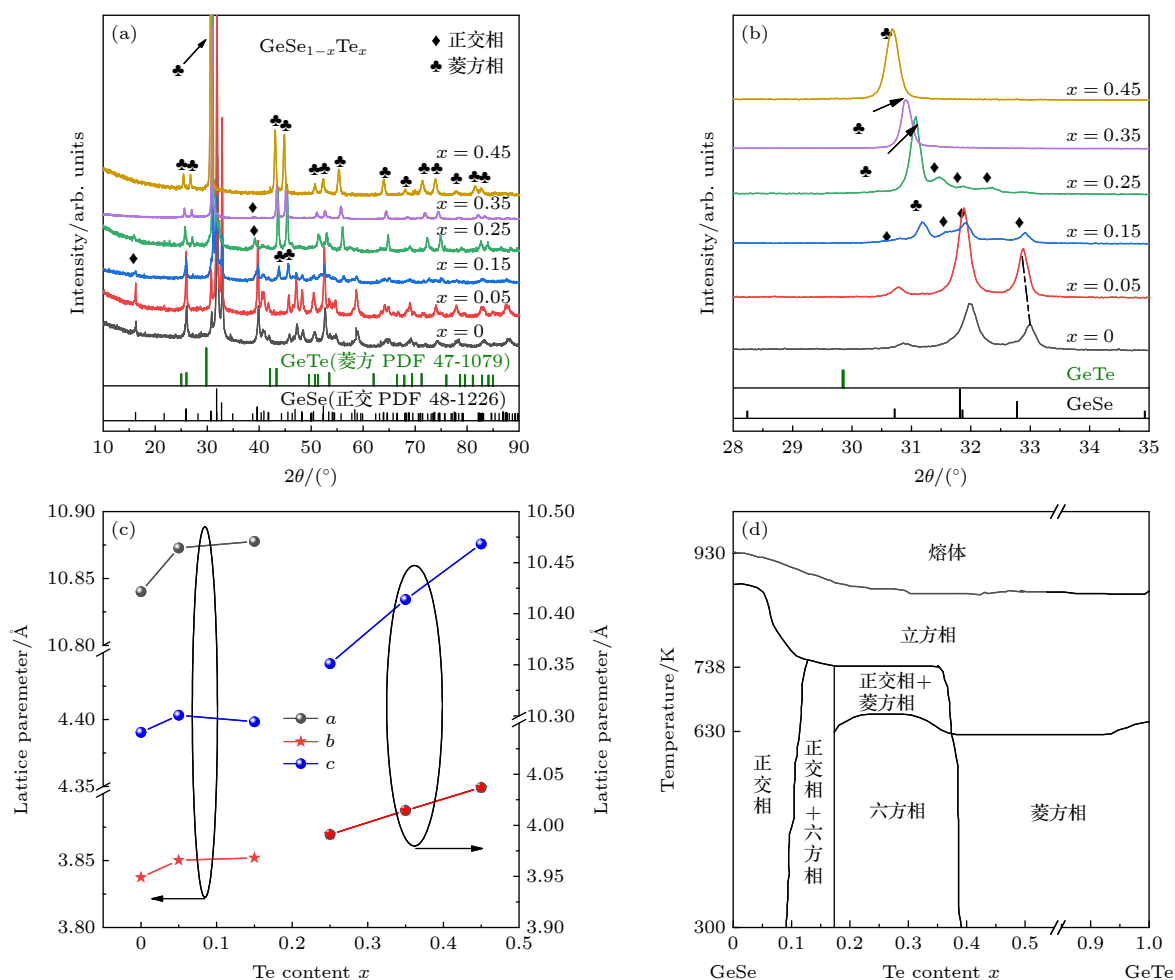 (a)
GeSe1−xTex
♦ 正交相
♣ 菱方相
x = 0.45
x = 0.35
x = 0.25
x = 0.15
x = 0.05
x = 0
GeTe(菱方 PDF 47-1079)
GeSe(正交 PDF 48-1226)
Intensity/arb. units
10 20 30 40 50 60 70 80 90
2θ/(°)
(b)
x = 0.45
x = 0.35
x = 0.25
x = 0.15
x = 0.05
x = 0
GeTe
GeSe
Intensity/arb. units
28 29 30 31 32 33 34 35
2θ/(°)
(c)
10.90
10.85
10.80
4.40
4.35
3.85
3.80
Lattice paremeter/Å
a
b
c
10.50
10.45
10.40
10.35
10.30
4.05
4.00
3.95
3.90
Lattice paremeter/Å
0 0.1 0.2 0.3 0.4 0.5
Te content x
(d)
930
738
630
300
Temperature/K
熔体
立方相
正交相+
菱方相
正交相
正交相+六方相
六方相
菱方相
0 0.1 0.2 0.3 0.4 0.5 1.0
GeSe Te content x GeTe